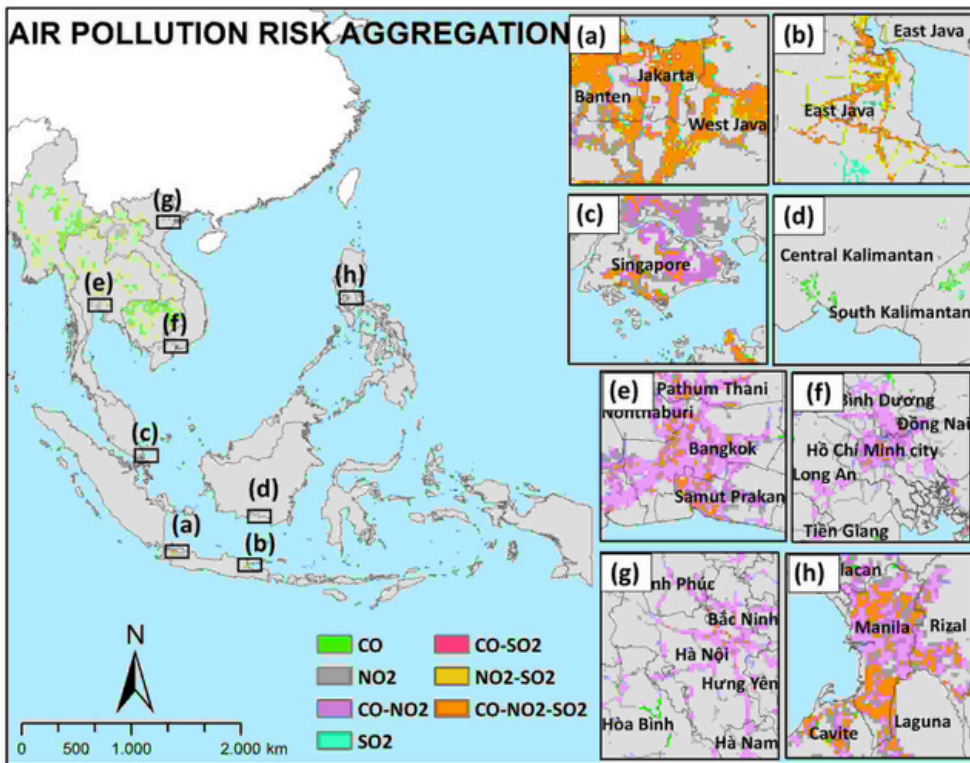 AIR POLLUTION RISK AGGREGATION
(a)
Jakarta
Banten
West Java
(b)
East Java
East Java
(c)
Singapore
(d)
Central Kalimantan
South Kalimantan
(e)
Pathum Thani
Nonthaburi
Bangkok
Samut Prakan
(f)
Bình Dương
Đồng Nai
Hồ Chí Minh city
Long An
Tiền Giang
(g)
nh Phúc
Bắc Ninh
Hà Nội
Hưng Yên
Hòa Bình
Hà Nam
(h)
lacan
Manila
Rizal
Cavite
Laguna
(g)
(h)
(e)
(f)
(c)
(d)
(a)
(b)
N
0 500 1.000 2.000 km
CO
NO2
CO-NO2
SO2
CO-SO2
NO2-SO2
CO-NO2-SO2